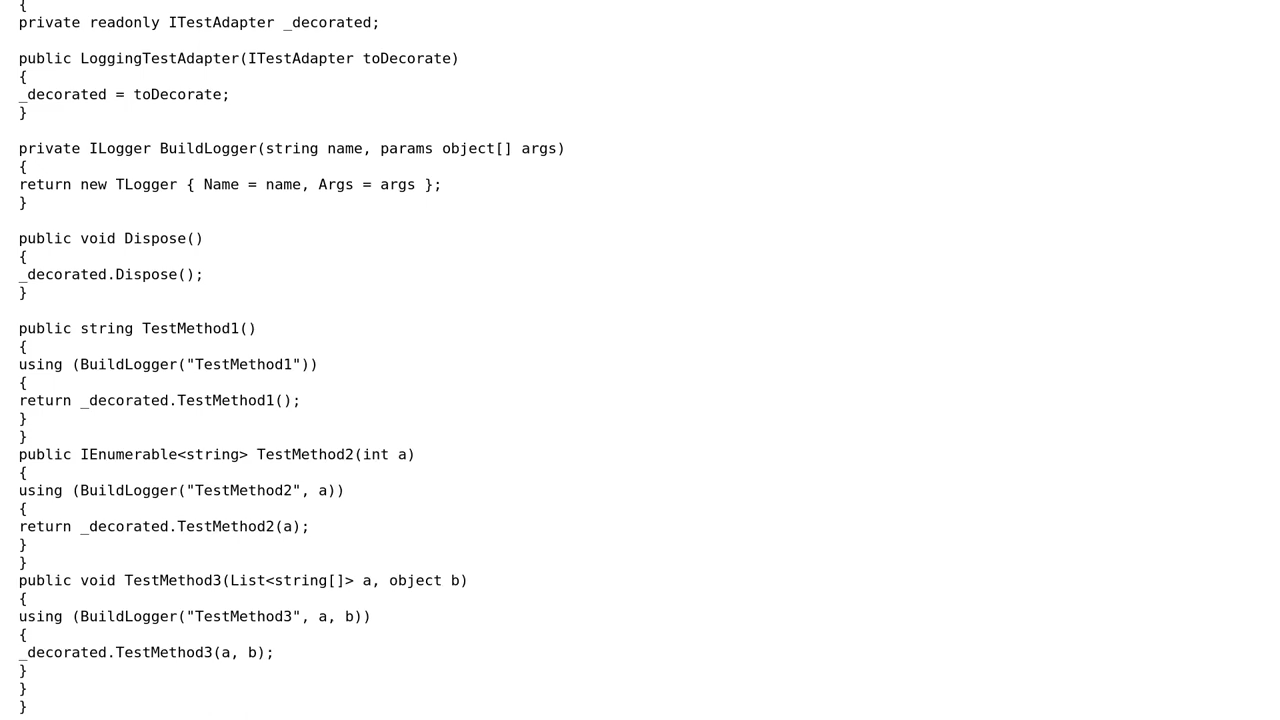 {
private readonly ITestAdapter _decorated;
public LoggingTestAdapter(ITestAdapter toDecorate)
{
_decorated = toDecorate;
}
private ILogger BuildLogger(string name, params object[] args)
{
return new TLogger { Name = name, Args = args };
}
public void Dispose()
{
_decorated.Dispose();
}
public string TestMethod1()
{
using (BuildLogger("TestMethod1"))
{
return _decorated.TestMethod1();
}
}
public IEnumerable<string> TestMethod2(int a)
{
using (BuildLogger("TestMethod2", a))
{
return _decorated.TestMethod2(a);
}
}
public void TestMethod3(List<string[]> a, object b)
{
using (BuildLogger("TestMethod3", a, b))
{
_decorated.TestMethod3(a, b);
}
}
}